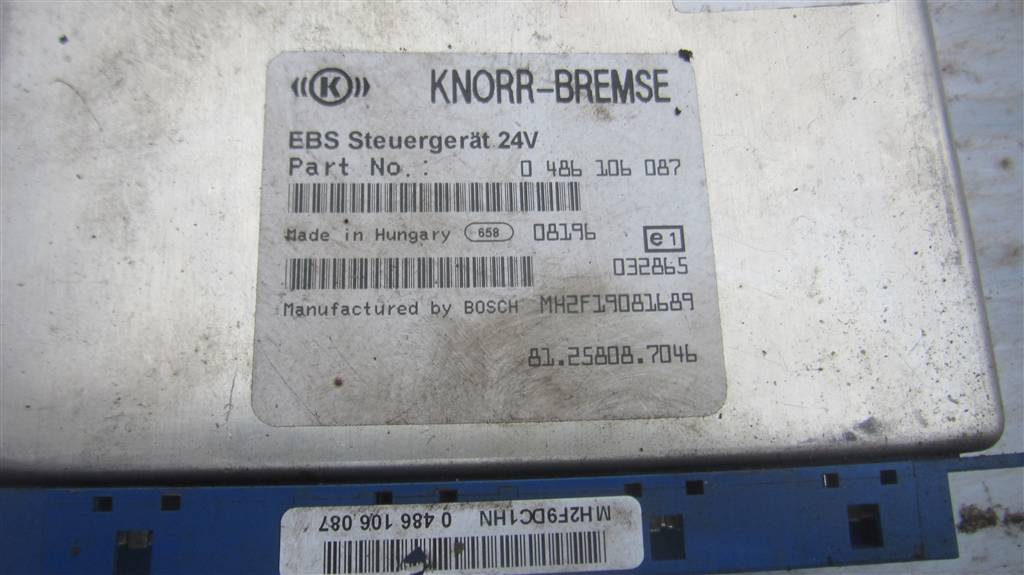 K KNORR-BREMSE
EBS Steuergerät 24V
Part No.: 0 486 106 087
Made in Hungary 658 08196 e1
032865
Manufactured by BOSCH MH2F19081689
81.25808.7046
MH2F9DC1HN 0 486 106 087